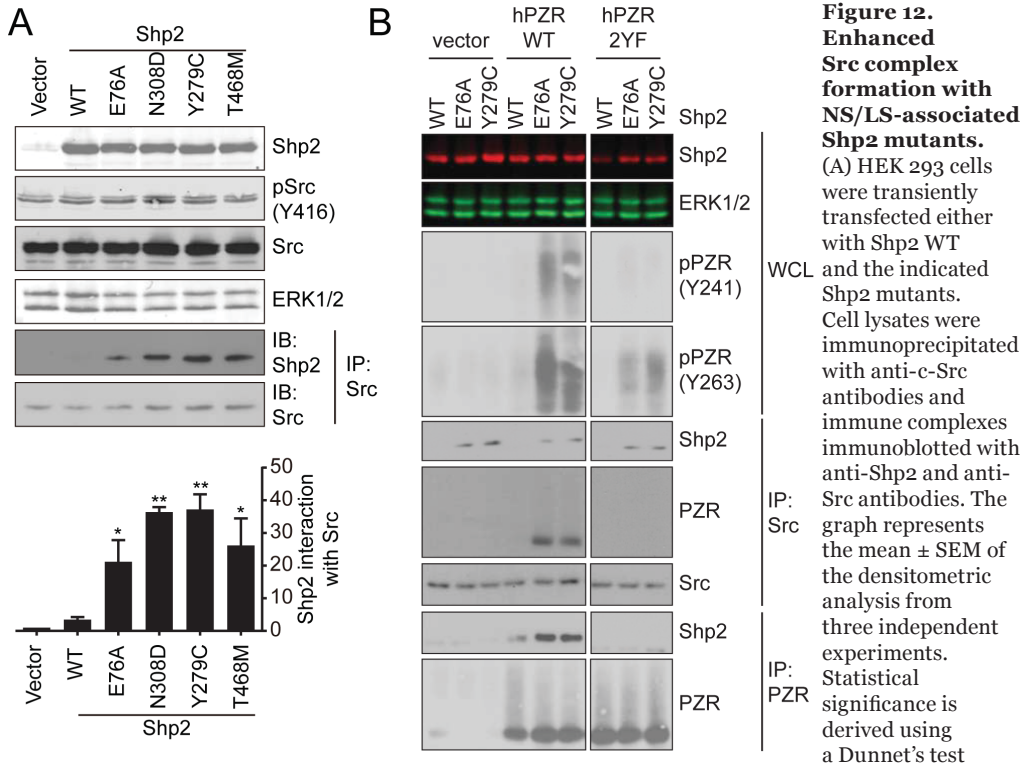 A
Shp2
Vector
WT
E76A
N308D
Y279C
T468M
Shp2
pSrc
(Y416)
Src
ERK1/2
IB:
Shp2
IB:
Src
IP:
Src
50
40
30
20
10
0
Shp2 interaction
with Src
Vector
WT
E76A
N308D
Y279C
T468M
Shp2
B
vector
hPZR
WT
hPZR
2YF
WT
E76A
Y279C
WT
E76A
Y279C
WT
E76A
Y279C
Shp2
Shp2
ERK1/2
pPZR
(Y241)
pPZR
(Y263)
WCL
Shp2
PZR
Src
IP:
Src
Shp2
PZR
IP:
PZR
Figure 12.
Enhanced
Src complex
formation with
NS/LS-associated
Shp2 mutants.
(A) HEK 293 cells
were transiently
transfected either
with Shp2 WT
and the indicated
Shp2 mutants.
Cell lysates were
immunoprecipitated
with anti-c-Src
antibodies and
immune complexes
immunoblotted with
anti-Shp2 and anti-
Src antibodies. The
graph represents
the mean ± SEM of
the densitometric
analysis from
three independent
experiments.
Statistical
significance is
derived using
a Dunnet's test